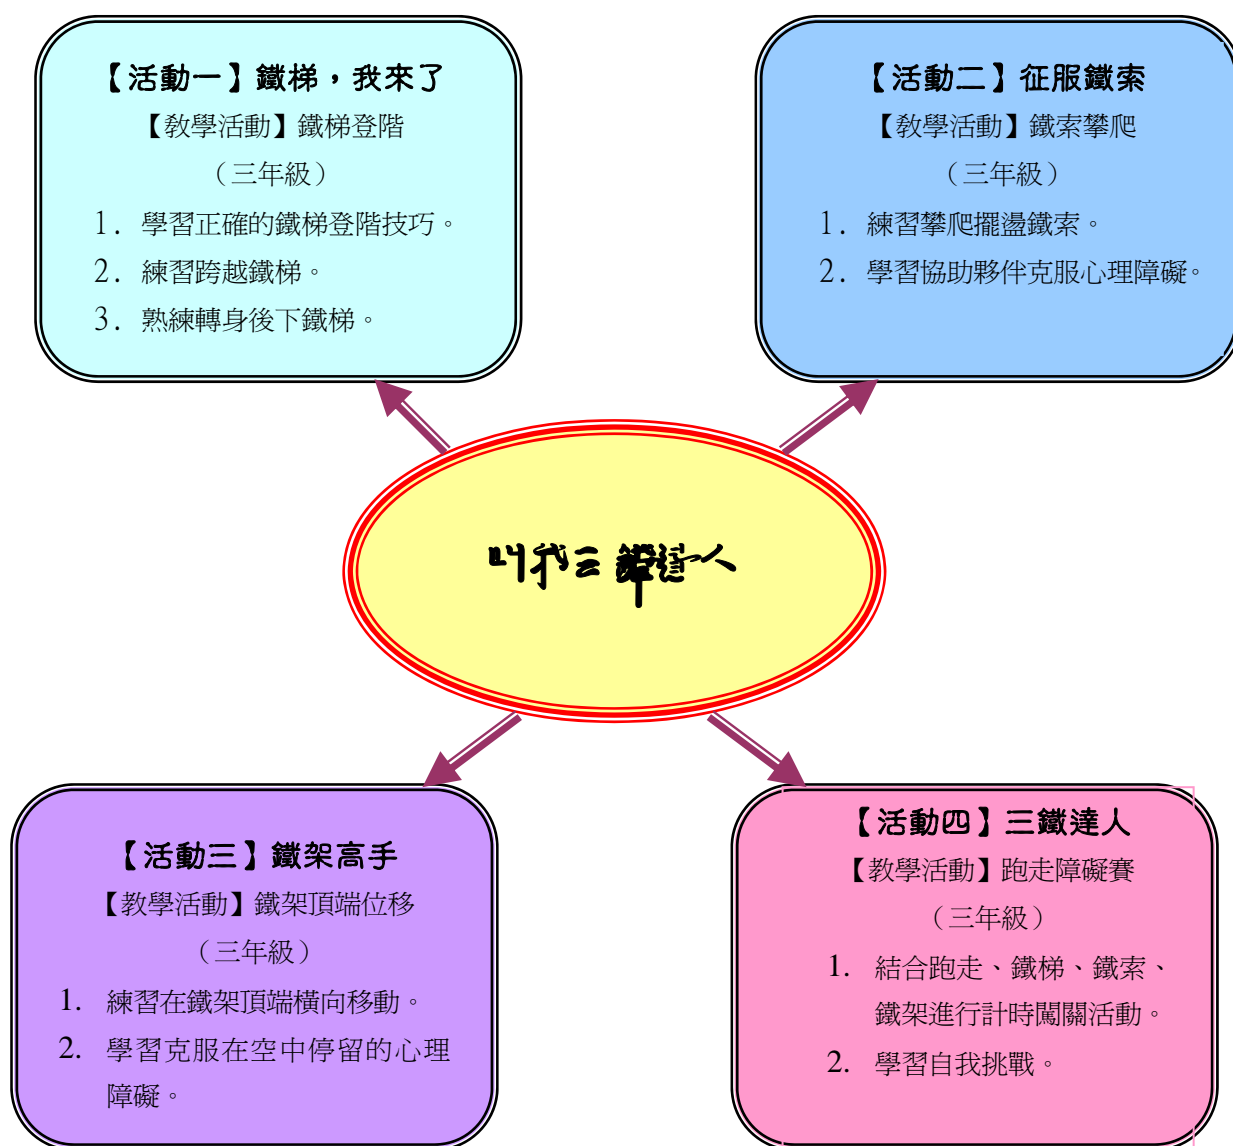 【活動一】鐵梯，我來了
【教學活動】鐵梯登階
（三年級）
1. 學習正確的鐵梯登階技巧。
2. 練習跨越鐵梯。
3. 熟練轉身後下鐵梯。
【活動二】征服鐵索
【教學活動】鐵索攀爬
（三年級）
1. 練習攀爬擺盪鐵索。
2. 學習協助夥伴克服心理障礙。
叫我三鐵達人
【活動三】鐵架高手
【教學活動】鐵架頂端位移
（三年級）
1. 練習在鐵架頂端橫向移動。
2. 學習克服在空中停留的心理
障礙。
【活動四】三鐵達人
【教學活動】跑走障礙賽
（三年級）
1. 結合跑走、鐵梯、鐵索、
鐵架進行計時闖關活動。
2. 學習自我挑戰。